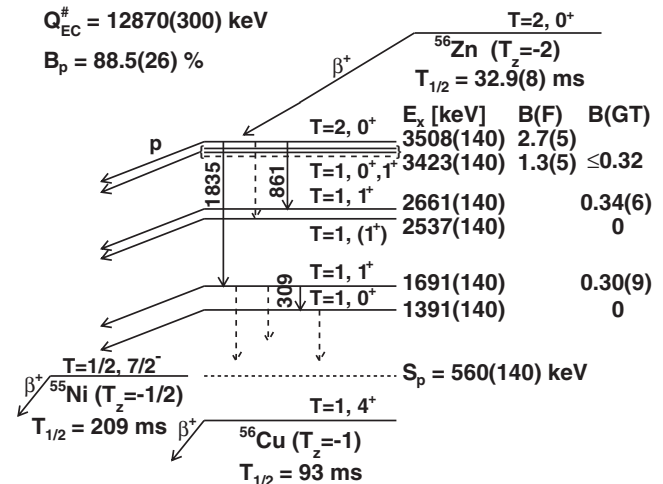 Q#EC = 12870(300) keV
Bp = 88.5(26) %
T=2, 0+
56Zn (Tz=-2)
T1/2 = 32.9(8) ms
β+
Ex [keV] B(F) B(GT)
T=2, 0+ 3508(140) 2.7(5)
p
T=1, 0+,1+ 3423(140) 1.3(5) ≤0.32
1835
861
T=1, 1+ 2661(140) 0.34(6)
T=1, (1+) 2537(140) 0
T=1, 1+ 1691(140) 0.30(9)
309
T=1, 0+ 1391(140) 0
T=1/2, 7/2-
Sp = 560(140) keV
β+
55Ni (Tz=-1/2)
T1/2 = 209 ms
T=1, 4+
β+
56Cu (Tz=-1)
T1/2 = 93 ms